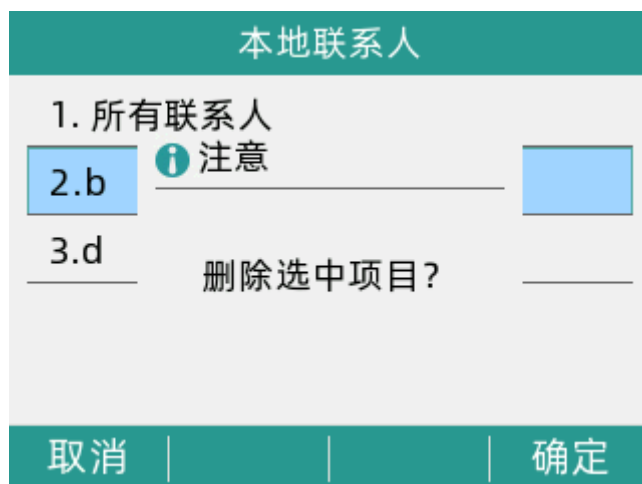 本地联系人
1. 所有联系人
注意
2.b
3.d
删除选中项目?
取消 确定